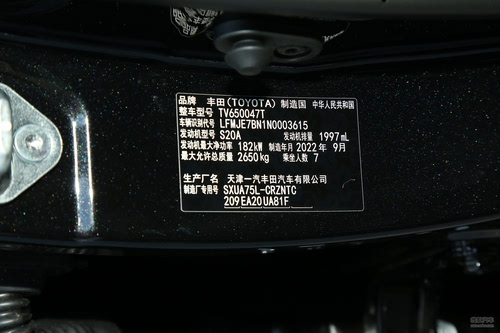 品牌 丰田(TOYOTA) 制造国 中华人民共和国
整车型号 TV650047T
车辆识别代号 LFMJE7BN1N0003615
发动机型号 S20A 发动机排量 1997mL
发动机最大净功率 182kW 制造年月 2022年9月
最大允许总质量 2650kg 乘坐人数 7
生产厂名 天津一汽丰田汽车有限公司
制造厂专用号 SXUA75L-CRZNTC
209EA20UA81F